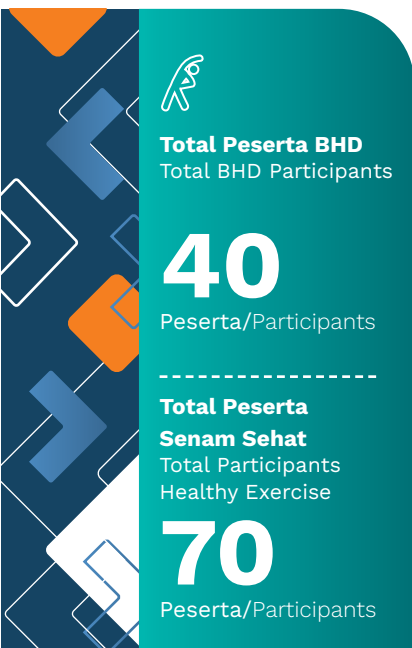 Total Peserta BHD
Total BHD Participants
40
Peserta/Participants
Total Peserta
Senam Sehat
Total Participants
Healthy Exercise
70
Peserta/Participants